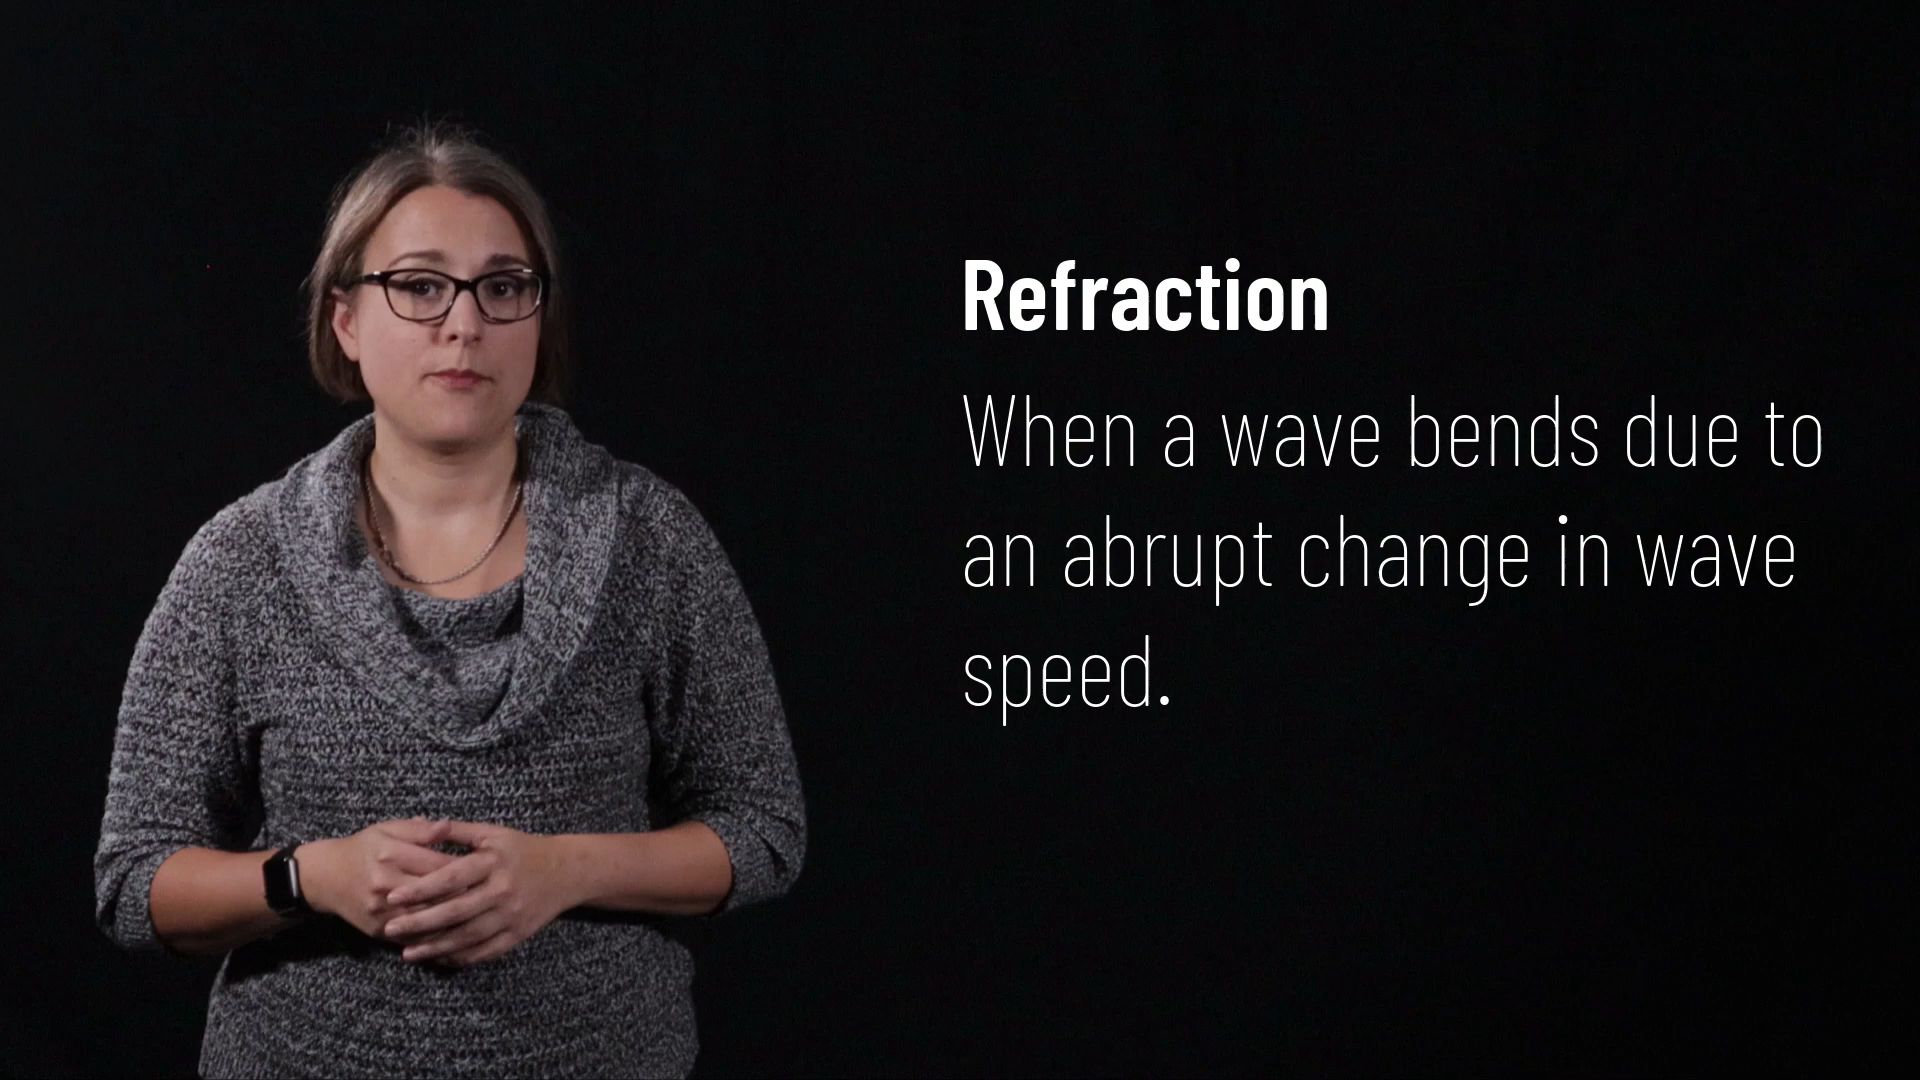 Refraction
When a wave bends due to
an abrupt change in wave
speed.